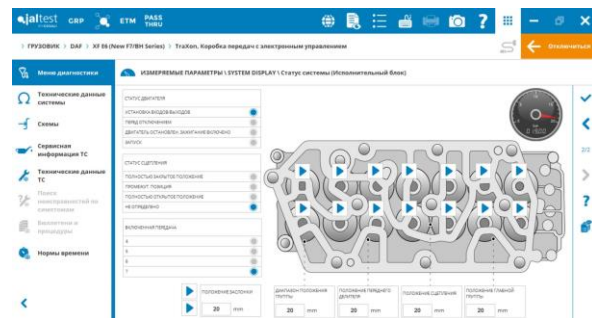 jaltest GRP ETM PASS THRU
ГРУЗОВИК > DAF > XF E6 (New F7/BH Series) > TraXon, Коробка передач с электронным управлением
Отключиться
Меню диагностики
ИЗМЕРЯЕМЫЕ ПАРАМЕТРЫ \ SYSTEM DISPLAY \ Статус системы (Исполнительный блок)
Технические данные системы
Схемы
Сервисная информация ТС
Технические данные ТС
Поиск неисправностей по симптомам
Бюллетени и процедуры
Нормы времени
СТАТУС ДВИГАТЕЛЯ
УСТАНОВКА ВХОДОВ/ВЫХОДОВ
ПЕРЕД ОТКЛЮЧЕНИЕМ
ДВИГАТЕЛЬ ОСТАНОВЛЕН, ЗАЖИГАНИЕ ВКЛЮЧЕНО
ЗАПУСК
СТАТУС СЦЕПЛЕНИЯ
ПОЛНОСТЬЮ ЗАКРЫТОЕ ПОЛОЖЕНИЕ
ПРОМЕЖУТ. ПОЗИЦИЯ
ПОЛНОСТЬЮ ОТКРЫТОЕ ПОЛОЖЕНИЕ
НЕ ОПРЕДЕЛЕНО
ВКЛЮЧЕННАЯ ПЕРЕДАЧА
ПОЛОЖЕНИЕ ЗАСЛОНКИ
20 mm
ДИАПАЗОН ПОЛОЖЕНИЯ ГРУППЫ
20 mm
ПОЛОЖЕНИЕ ПЕРЕДНЕГО ДЕЛИТЕЛЯ
20 mm
ПОЛОЖЕНИЕ СЦЕПЛЕНИЯ
20 mm
ПОЛОЖЕНИЕ ГЛАВНОЙ ГРУППЫ
20 mm
2/2